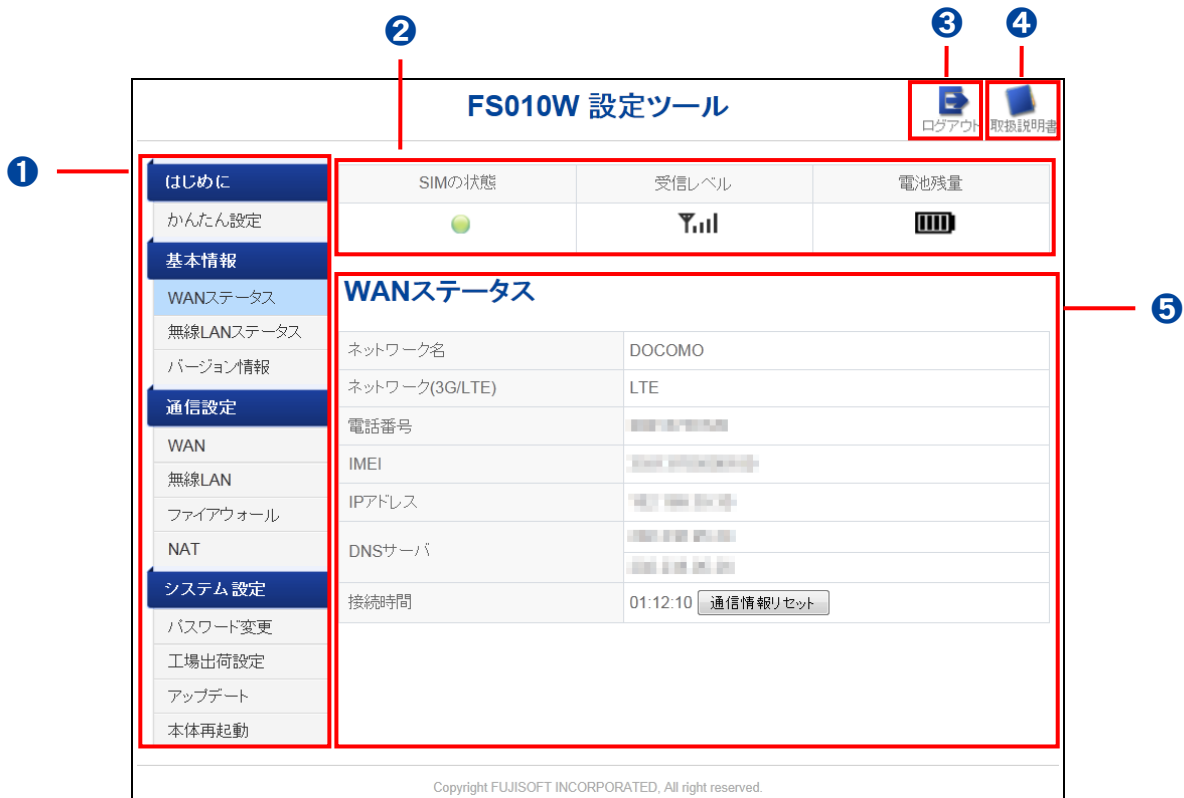 ❷
❸
❹
FS010W 設定ツール
ログアウト
取扱説明書
❶
はじめに
かんたん設定
基本情報
WANステータス
無線LANステータス
バージョン情報
通信設定
WAN
無線LAN
ファイアウォール
NAT
システム設定
パスワード変更
工場出荷設定
アップデート
本体再起動
SIMの状態 受信レベル 電池残量
❺
WANステータス
ネットワーク名 DOCOMO
ネットワーク(3G/LTE) LTE
電話番号
IMEI
IPアドレス
DNSサーバ
接続時間 01:12:10 通信情報リセット
Copyright FUJISOFT INCORPORATED, All right reserved.